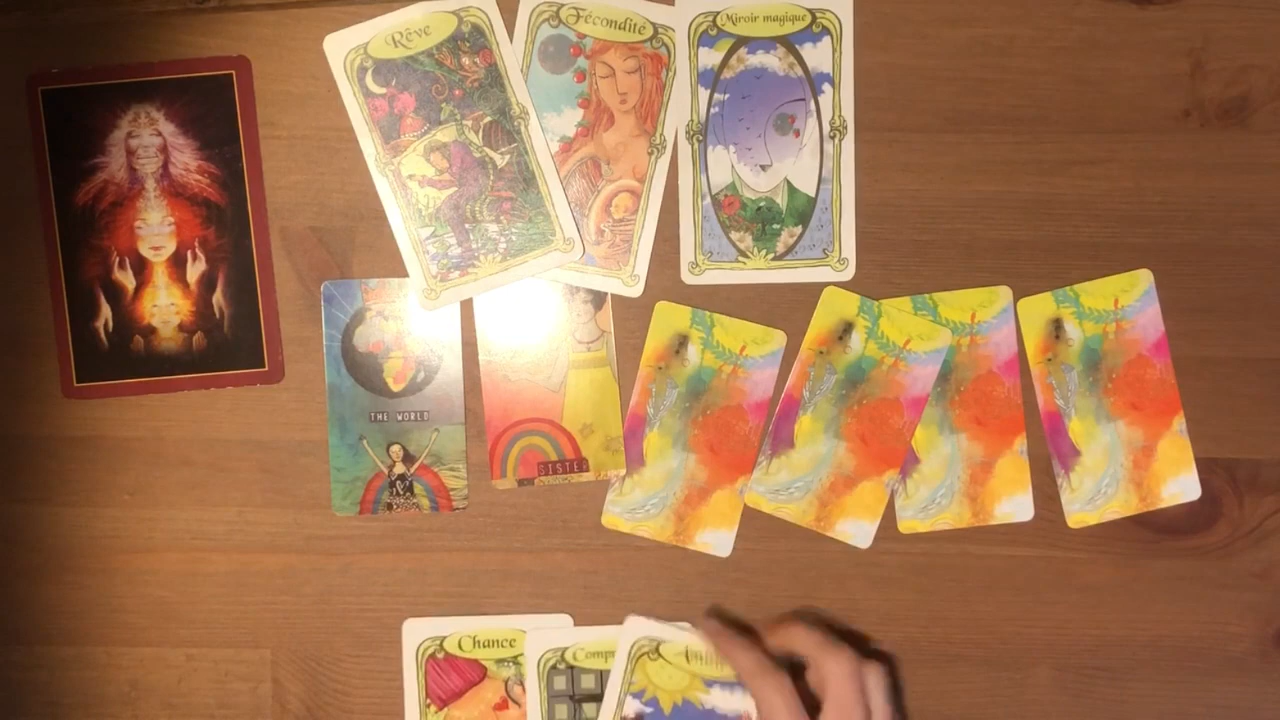 Rêve
Fécondité
Miroir magique
THE WORLD
SISTER
Chance